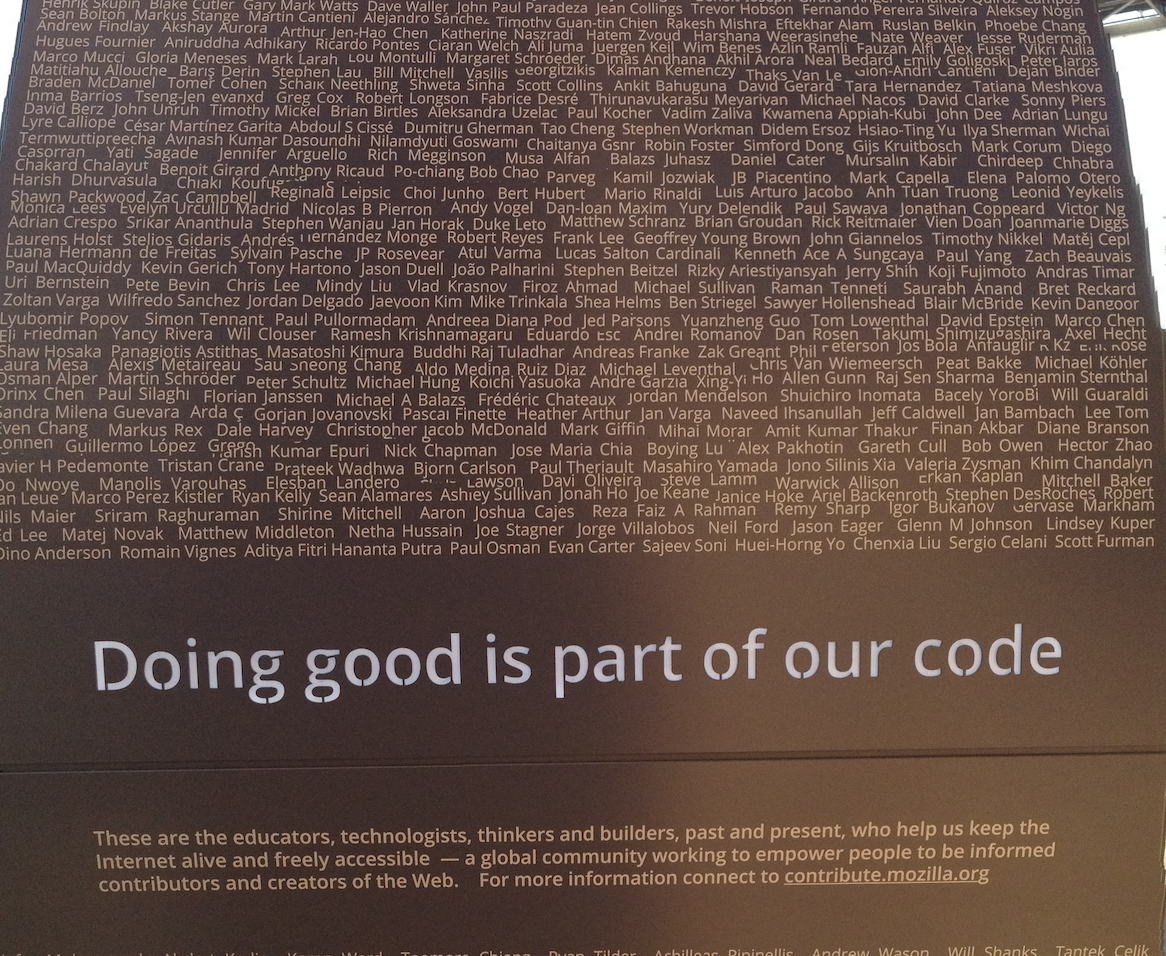 Henrik Skupin Blake Cutler Gary Mark Watts Dave Waller John Paul Paradeza Jean Collings Trevor Hobson Fernando Pereira Silveira Aleksey Nogin
Sean Bolton Markus Stange Martin Cantieni Alejandro Sánchez Timothy Guan-tin Chien Rakesh Mishra Eftekhar Alam Ruslan Belkin Phoebe Chang
Andrew Findlay Akshay Aurora Arthur Jen-Hao Chen Katherine Naszradi Hatem Zvoud Harshana Weerasinghe Nate Weaver Jesse Ruderman
Hugues Fournier Aniruddha Adhikary Ricardo Pontes Ciaran Welch Ali Juma Juergen Keil Wim Benes Azlin Ramli Fauzan Alfi Alex Fuser Vikn Aulia
Marco Mucci Gloria Meneses Mark Larah Lou Montulli Margaret Schroeder Dimas Andhana Akhil Arora Neal Bedard Emily Goligoski Peter Jaros
Matitiahu Allouche Baris Derin Stephen Lau Bill Mitchell Vasilis Georgitzikis Kalman Kemenczy Thaks Van Le Gion-Andri Cantieni Dejan Binder
Braden McDaniel Tomer Cohen Schalk Neethling Shweta Sinha Scott Collins Ankit Bahuguna David Gerard Tara Hernandez Tatiana Meshkova
Inma Barrios Tseng-Jen evanxd Greg Cox Robert Longson Fabrice Desré Thirunavukarasu Meyarivan Michael Nacos David Clarke Sonny Piers
David Berz John Unruh Timothy Mickel Brian Birtles Aleksandra Uzelac Paul Kocher Vadim Zaliva Kwamena Appiah-Kubi John Dee Adrian Lungu
Lyre Calliope César Martínez Garita Abdoul S Cissé Dumitru Gherman Tao Cheng Stephen Workman Didem Ersoz Hsiao-Ting Yu Ilya Sherman Wichai
Termwuttipreecha Avinash Kumar Dasoundhi Nilamdyuti Goswami Chaitanya Gsnr Robin Foster Simford Dong Gijs Kruitbosch Mark Corum Diego
Casorran Yati Sagade Jennifer Arguello Rich Megginson Musa Alfan Balazs Juhasz Daniel Cater Mursalin Kabir Chirdeep Chhabra
Chakard Chalayut Benoit Girard Anthony Ricaud Po-chiang Bob Chao Parveg Kamil Jozwiak JB Piacentino Mark Capella Elena Palomo Otero
Harish Dhurvasula Chiaki Reginald Leipsic Choi Junho Bert Hubert Mario Rinaldi Luis Arturo Jacobo Anh Tuan Truong Leonid Yeykelis
Shawn Packwood Zac Campbell
Monica Lees Evelyn Urcullu Madrid Nicolas B Pierron Andy Vogel Dan-Ioan Maxim Yury Delendik Paul Sawaya Jonathan Coppeard Victor Ng
Adrian Crespo Srikar Ananthula Stephen Wanjau Jan Horak Duke Leto Matthew Schranz Brian Groudan Rick Reitmaier Vien Doan Joanmarie Diggs
Laurens Holst Stelios Gidaris Andrés Hernández Monge Robert Reyes Frank Lee Geoffrey Young Brown John Giannelos Timothy Nikkel Matěj Cepl
Luana Hermann de Freitas Sylvain Pasche JP Rosevear Atul Varma Lucas Salton Cardinali Kenneth Ace A Sungcaya Paul Yang Zach Beauvais
Paul MacQuiddy Kevin Gerich Tony Hartono Jason Duell João Palharini Stephen Beitzel Rizky Ariestiyansyah Jerry Shih Koji Fujimoto Andras Timar
Uri Bernstein Pete Bevin Chris Lee Mindy Liu Vlad Krasnov Firoz Ahmad Michael Sullivan Raman Tenneti Saurabh Anand Bret Reckard
Zoltan Varga Wilfredo Sanchez Jordan Delgado Jaevoon Kim Mike Trinkala Shea Helms Ben Striegel Sawyer Hollenshead Blair McBride Kevin Dangoor
Lyubomir Popov Simon Tennant Paul Pullormadam Andreea Diana Pod Jed Parsons Yuanzheng Guo Tom Lowenthal David Epstein Marco Chen
Eli Friedman Yancy Rivera Wil Clouser Ramesh Krishnamagaru Eduardo Esc Andrei Romanov Dan Rosen Takumi Shimizugashira Axel Hecht
Shaw Hosaka Panagiotis Astithas Masatoshi Kimura Buddhi Raj Tuladhar Andreas Franke Zak Greant Phil Peterson Jos Bola Anfauglir Kz
Laura Mesa Alexis Metaireau Sau Sheong Chang Aldo Medina Ruiz Diaz Michael Leventhal Chris Van Wiemeersch Peat Bakke Michael Köhler
Osman Alper Martin Schröder Peter Schultz Michael Hung Koichi Yasuoka Andre Garzia Xing-Yi Ho Allen Gunn Raj Sen Sharma Benjamin Sternthal
Orinx Chen Paul Silaghi Florian Janssen Michael A Balazs Frédéric Chateaux Jordan Mendelson Shuichiro Inomata Bacely YoroBi Will Guaraldi
Sandra Milena Guevara Arda Ç Gorjan Jovanovski Pascal Finette Heather Arthur Jan Varga Naveed Ihsanullah Jeff Caldwell Jan Bambach Lee Tom
Even Chang Markus Rex Dale Harvey Christopher Jacob McDonald Mark Giffin Mihai Morar Amit Kumar Thakur Finan Akbar Diane Branson
Lonnen Guillermo López Grego Irigish Kumar Epuri Nick Chapman Jose Maria Chia Boying Lu Alex Pakhotin Gareth Cull Bob Owen Hector Zhao
avier H Pedemonte Tristan Crane Prateek Wadhwa Bjorn Carlson Paul Theriault Masahiro Yamada Jono Silinis Xia Valeria Zysman Khim Chandalyn
Do Nwoye Manolis Varouhas Elesban Landero Lawson Davi Oliveira Steve Lamm Warwick Allison Erkan Kaplan Mitchell Baker
an Leue Marco Perez Kistler Ryan Kelly Sean Alamares Ashley Sullivan Jonah Ho Joe Keane Janice Hoke Ariel Backenroth Stephen DesRoches Robert
Nils Maier Sriram Raghuraman Shirine Mitchell Aaron Joshua Cajes Reza Faiz A Rahman Remy Sharp Igor Bukanov Gervase Markham
Ed Lee Matej Novak Matthew Middleton Netha Hussain Joe Stagner Jorge Villalobos Neil Ford Jason Eager Glenn M Johnson Lindsey Kuper
Dino Anderson Romain Vignes Aditya Fitri Hananta Putra Paul Osman Evan Carter Sajeev Soni Huei-Horng Yo Chenxia Liu Sergio Celani Scott Furman
Doing good is part of our code
These are the educators, technologists, thinkers and builders, past and present, who help us keep the
Internet alive and freely accessible — a global community working to empower people to be informed
contributors and creators of the Web. For more information connect to contribute.mozilla.org
Ryan Tilder Achilleas Pipinellis Andrew Wason Will Shanks Tantek Çelik